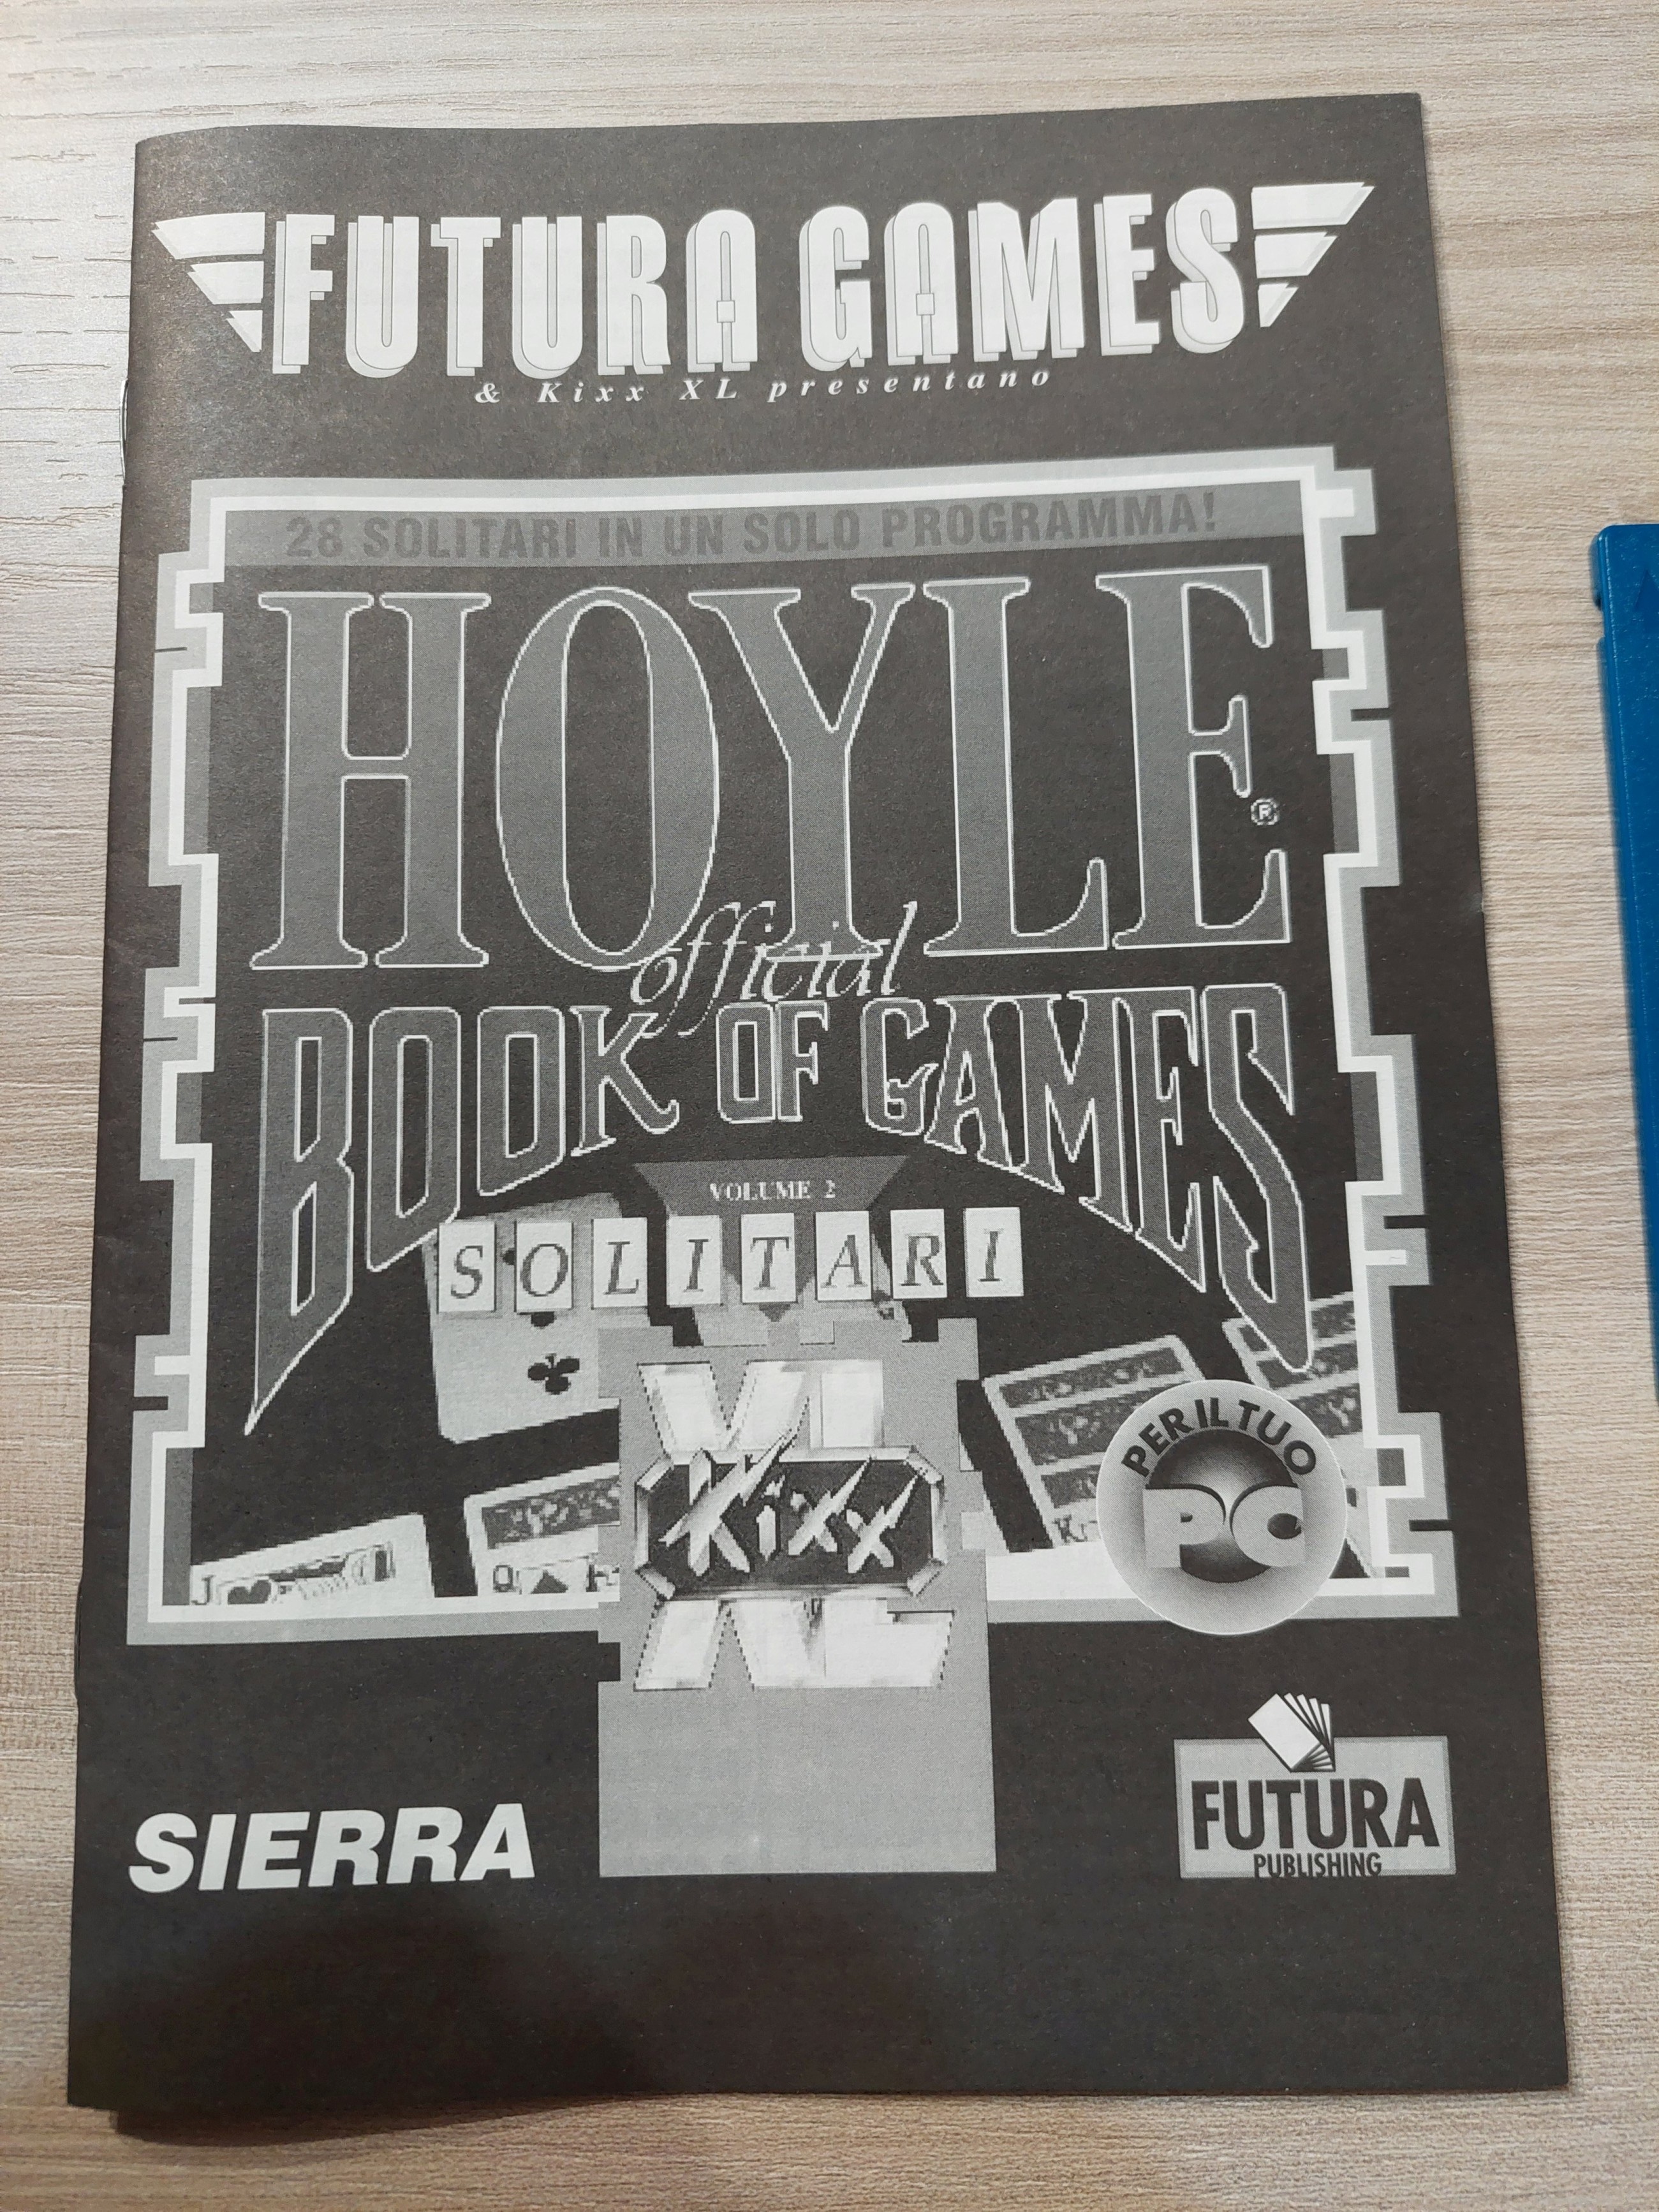 FUTURA GAMES
& Kixx XL presentano
28 SOLITARI IN UN SOLO PROGRAMMA!
HOYLE®
official
BOOK OF GAMES
VOLUME 2
SOLITARI
XL
Kixx
XL
PER IL TUO
PC
J
Q
K
SIERRA
FUTURA
PUBLISHING